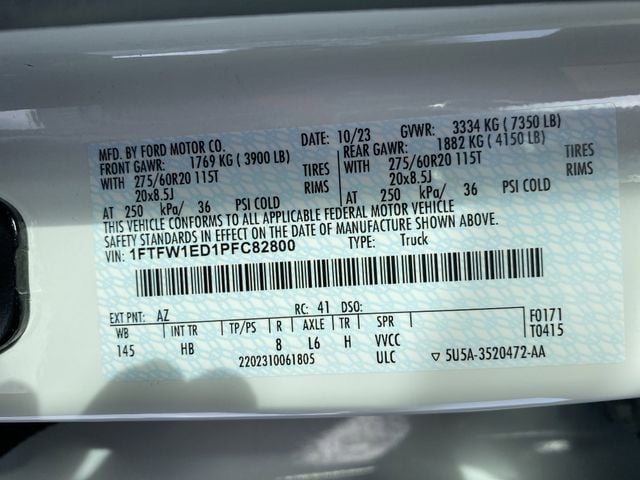 MFD. BY FORD MOTOR CO. DATE: 10/23 GVWR: 3334 KG ( 7350 LB)
FRONT GAWR: 1769 KG ( 3900 LB) REAR GAWR: 1882 KG ( 4150 LB)
WITH 275/60R20 115T TIRES WITH 275/60R20 115T TIRES
20x8.5J RIMS 20x8.5J RIMS
AT 250 kPa/ 36 PSI COLD AT 250 kPa/ 36 PSI COLD
THIS VEHICLE CONFORMS TO ALL APPLICABLE FEDERAL MOTOR VEHICLE
SAFETY STANDARDS IN EFFECT ON THE DATE OF MANUFACTURE SHOWN ABOVE.
VIN: 1FTFW1ED1PFC82800 TYPE: Truck
EXT PNT: AZ RC: 41 DSO: F0171
WB INT TR TP/PS R AXLE TR SPR T0415
145 HB 8 L6 H VVCC
2202310061805 ULC ▽ 5U5A-3520472-AA